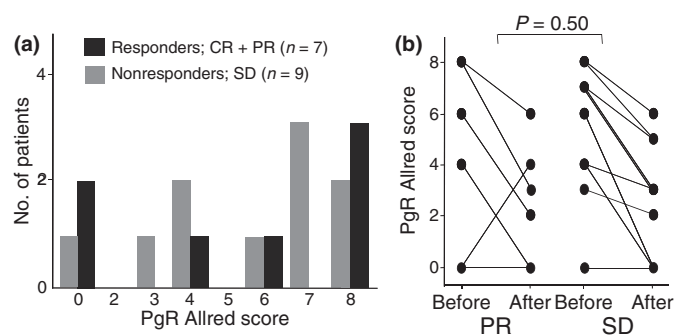 (a)
Responders; CR + PR (n = 7)
Nonresponders; SD (n = 9)
No. of patients
4
2
0
0 2 3 4 5 6 7 8
PgR Allred score
(b)
P = 0.50
PgR Allred score
8
6
4
2
0
Before After Before After
PR SD